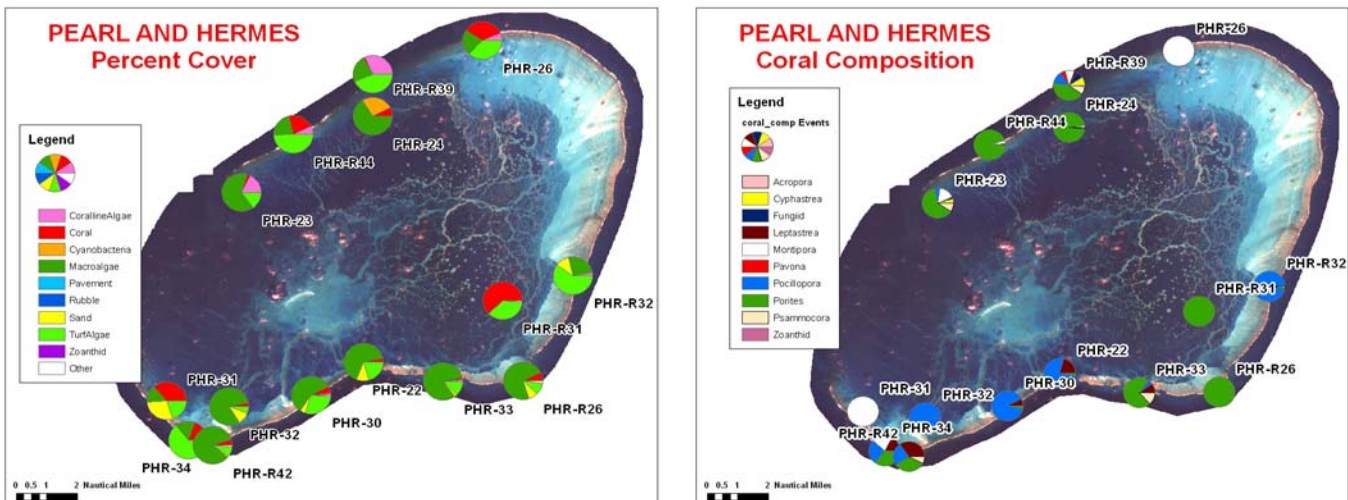 PEARL AND HERMES
Percent Cover
PHR-26
PHR-R39
PHR-24
PHR-R44
PHR-23
Legend
CorallineAlgae
Coral
Cyanobacteria
Macroalgae
Pavement
Rubble
Sand
TurfAlgae
Zoanthid
Other
PHR-R32
PHR-R31
PHR-31
PHR-22
PHR-33
PHR-R26
PHR-30
PHR-32
PHR-34
PHR-R42
0 0.5 1 2 Nautical Miles
PEARL AND HERMES
Coral Composition
PHR-26
PHR-R39
PHR-24
PHR-R44
PHR-23
Legend
coral_comp Events
Acropora
Cyphastrea
Fungiid
Leptastrea
Montipora
Pavona
Pocillopora
Porites
Psammocora
Zoanthid
PHR-R32
PHR-R31
PHR-22
PHR-33
PHR-R26
PHR-30
PHR-31
PHR-32
PHR-34
PHR-R42
0 0.5 1 2 Nautical Miles